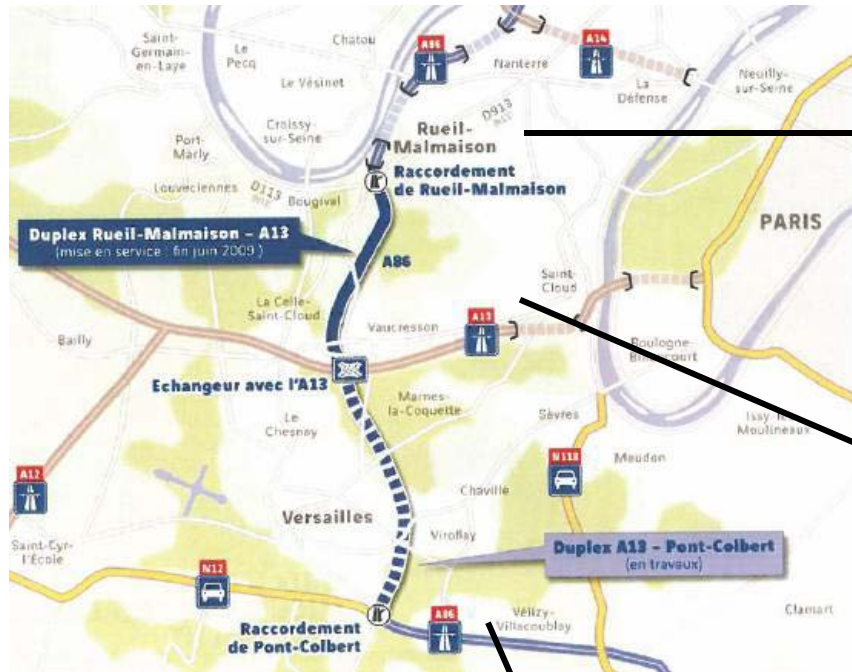 Saint-
Germain-
en-Laye
Le
Pecq
Chatou
A86
A14
Nanterre
Le Vésinet
La
Défense
Neuilly-
sur-Seine
Croissy-
sur-Seine
D913
Rueil-
Malmaison
Port-
Marly
Raccordement
de Rueil-Malmaison
Louveciennes
D113
Bougival
PARIS
Duplex Rueil-Malmaison – A13
(mise en service : fin juin 2009 )
A86
Saint-
Cloud
La Celle-
Saint-Cloud
A13
Vaucresson
Bailly
Boulogne-
Billancourt
Echangeur avec l'A13
Marnes-
la-Coquette
Le
Chesnay
Sèvres
Issy-les-
Moulineaux
N118
Meudon
A12
Chaville
Versailles
Viroflay
Saint-Cyr-
l'École
Duplex A13 – Pont-Colbert
(en travaux)
N12
A86
Vélizy-
Villacoublay
Clamart
Raccordement
de Pont-Colbert